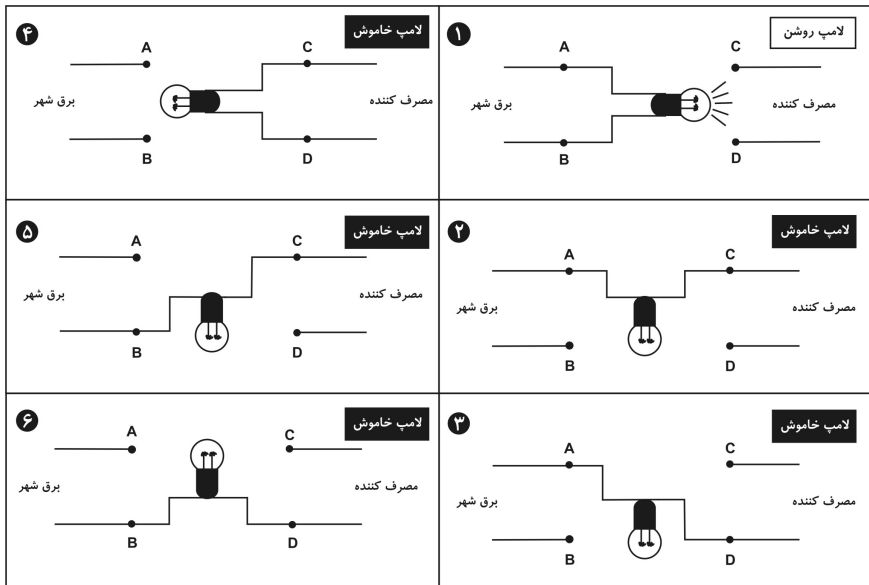 ۱
لامپ روشن
A
C
برق شهر
مصرف کننده
B
D
۲
لامپ خاموش
A
C
برق شهر
مصرف کننده
B
D
۳
لامپ خاموش
A
C
برق شهر
مصرف کننده
B
D
۴
لامپ خاموش
A
C
برق شهر
مصرف کننده
B
D
۵
لامپ خاموش
A
C
برق شهر
مصرف کننده
B
D
۶
لامپ خاموش
A
C
برق شهر
مصرف کننده
B
D